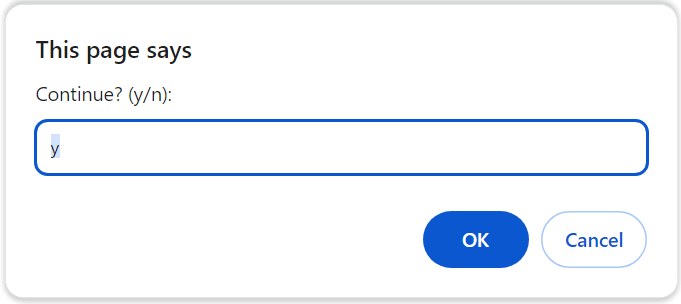 This page says
Continue? (y/n):
y
OK
Cancel